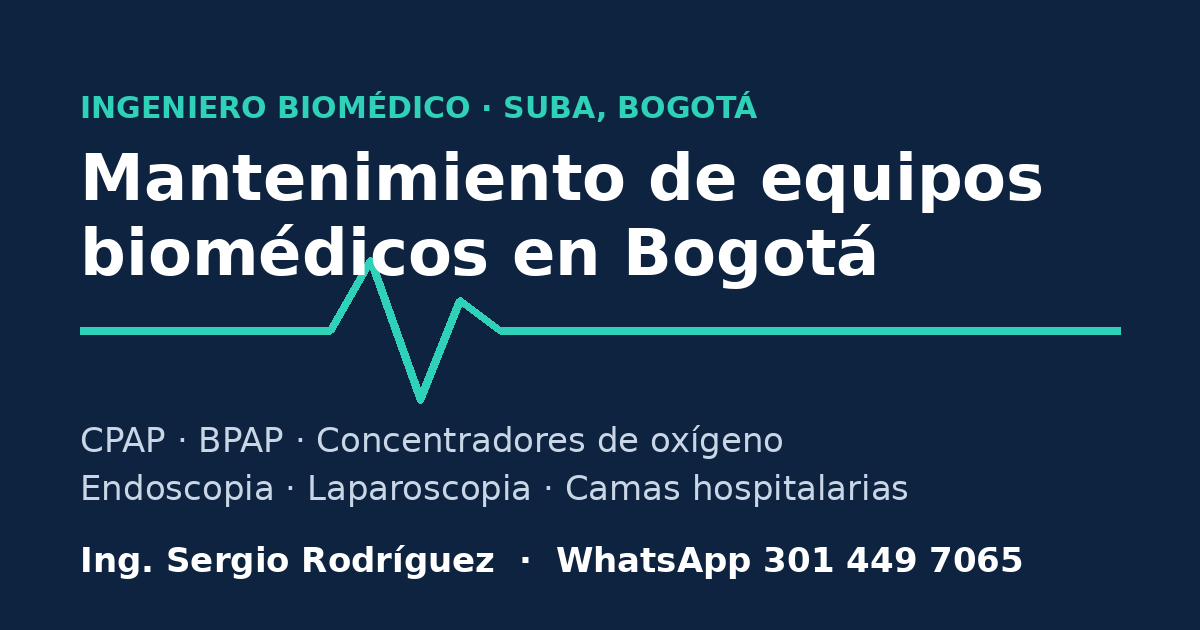 INGENIERO BIOMÉDICO · SUBA, BOGOTÁ
Mantenimiento de equipos
biomédicos en Bogotá
CPAP · BPAP · Concentradores de oxígeno
Endoscopia · Laparoscopia · Camas hospitalarias
Ing. Sergio Rodríguez · WhatsApp 301 449 7065